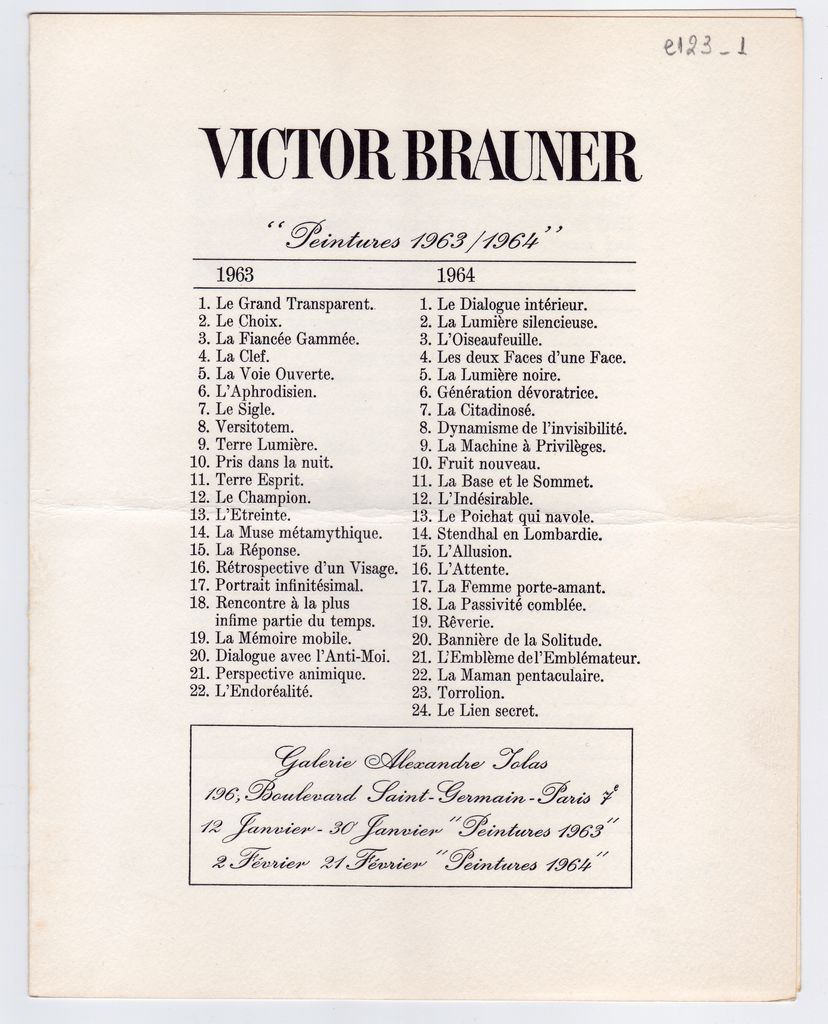 e123_1
VICTOR BRAUNER
“Peintures 1963/1964”
1963
1. Le Grand Transparent.
2. Le Choix.
3. La Fiancée Gammée.
4. La Clef.
5. La Voie Ouverte.
6. L'Aphrodisien.
7. Le Sigle.
8. Versitotem.
9. Terre Lumière.
10. Pris dans la nuit.
11. Terre Esprit.
12. Le Champion.
13. L'Etreinte.
14. La Muse métamythique.
15. La Réponse.
16. Rétrospective d'un Visage.
17. Portrait infinitésimal.
18. Rencontre à la plus
infime partie du temps.
19. La Mémoire mobile.
20. Dialogue avec l'Anti-Moi.
21. Perspective animique.
22. L'Endoréalité.
1964
1. Le Dialogue intérieur.
2. La Lumière silencieuse.
3. L'Oiseaufeuille.
4. Les deux Faces d'une Face.
5. La Lumière noire.
6. Génération dévoratrice.
7. La Citadinosé.
8. Dynamisme de l'invisibilité.
9. La Machine à Privilèges.
10. Fruit nouveau.
11. La Base et le Sommet.
12. L'Indésirable.
13. Le Poichat qui navole.
14. Stendhal en Lombardie.
15. L'Allusion.
16. L'Attente.
17. La Femme porte-amant.
18. La Passivité comblée.
19. Rêverie.
20. Bannière de la Solitude.
21. L'Emblème de l'Emblémateur.
22. La Maman pentaculaire.
23. Torrolion.
24. Le Lien secret.
Galerie Alexandre Iolas
196, Boulevard Saint-Germain - Paris 7e
12 Janvier - 30 Janvier “Peintures 1963”
2 Février 21 Février “Peintures 1964”